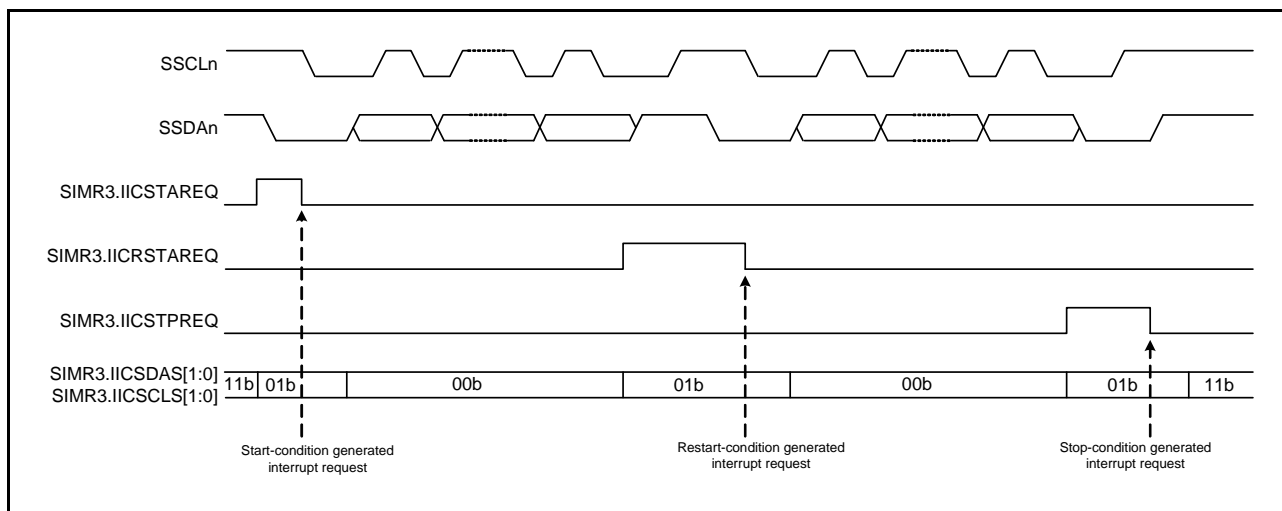 SSCLn
SSDAn
SIMR3.IICSTAREQ
SIMR3.IICRSTAREQ
SIMR3.IICSTPREQ
SIMR3.IICSDAS[1:0]
SIMR3.IICSCLS[1:0]
11b 01b 00b 01b 00b 01b 11b
Start-condition generated
interrupt request
Restart-condition generated
interrupt request
Stop-condition generated
interrupt request